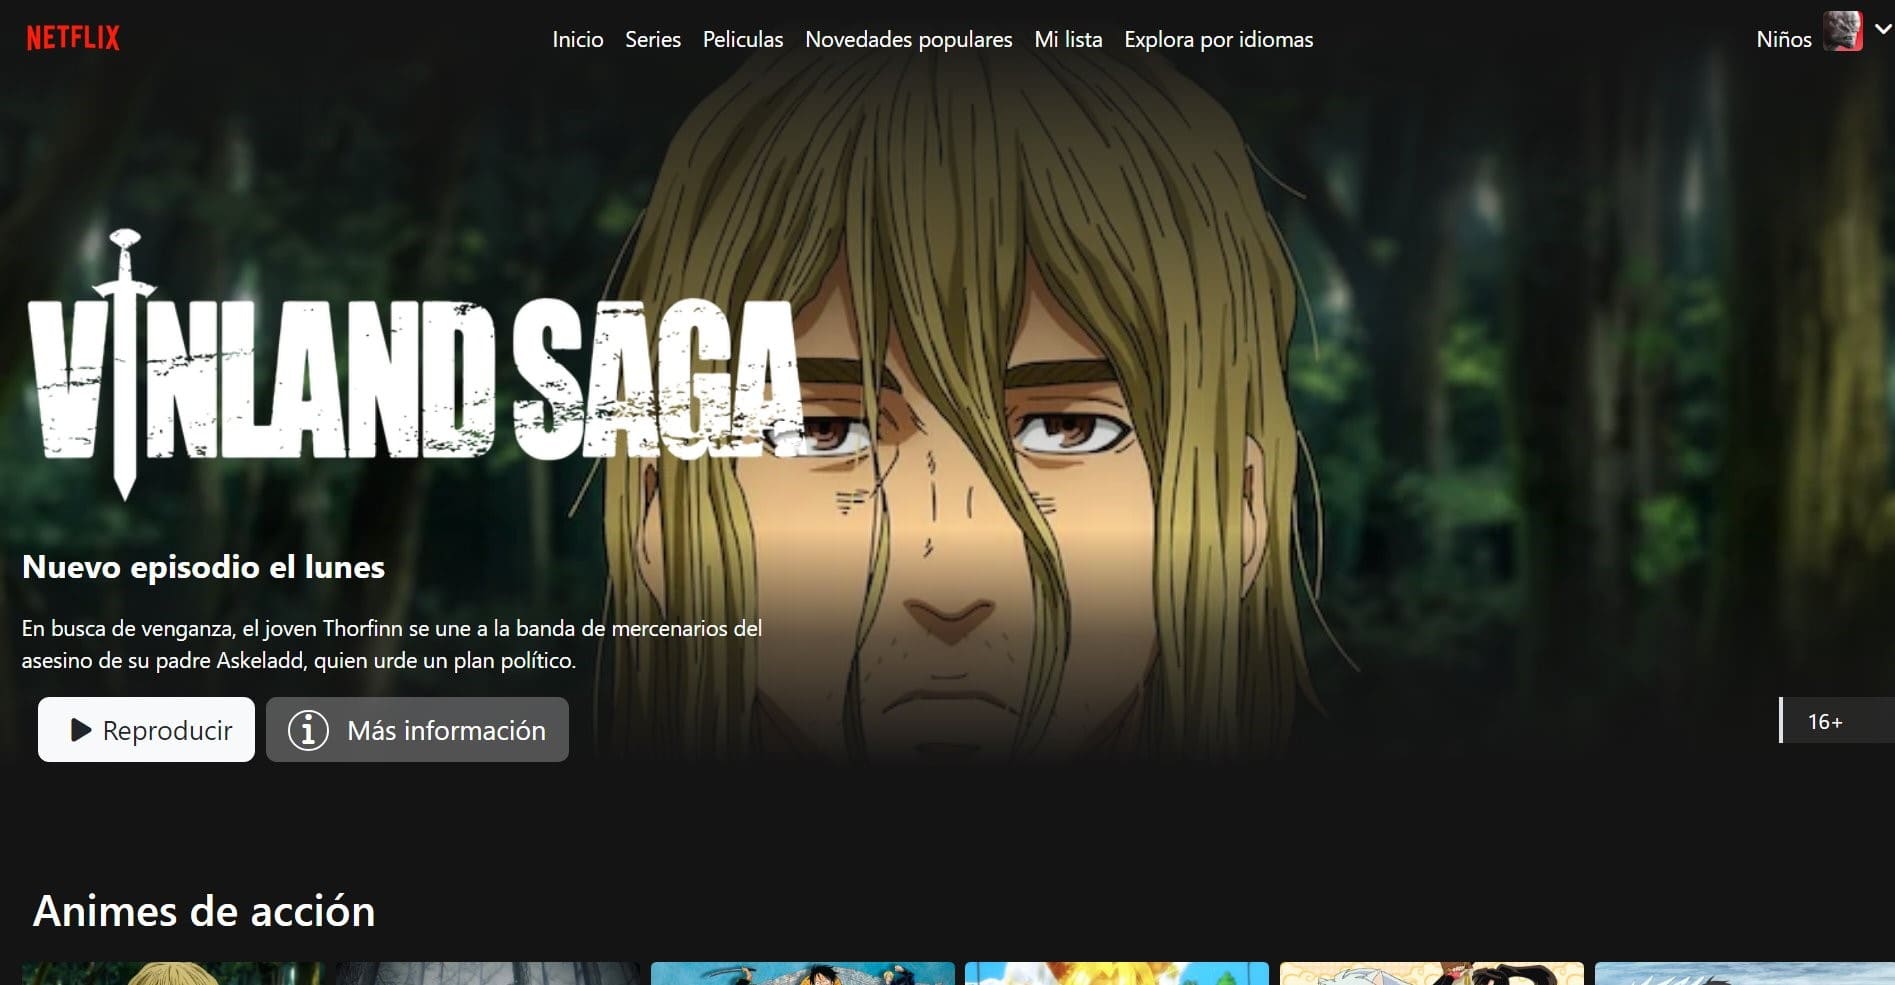 NETFLIX
Inicio Series Peliculas Novedades populares Mi lista Explora por idiomas
Niños
VINLAND SAGA
Nuevo episodio el lunes
En busca de venganza, el joven Thorfinn se une a la banda de mercenarios del
asesino de su padre Askeladd, quien urde un plan político.
Reproducir
Más información
16+
Animes de acción